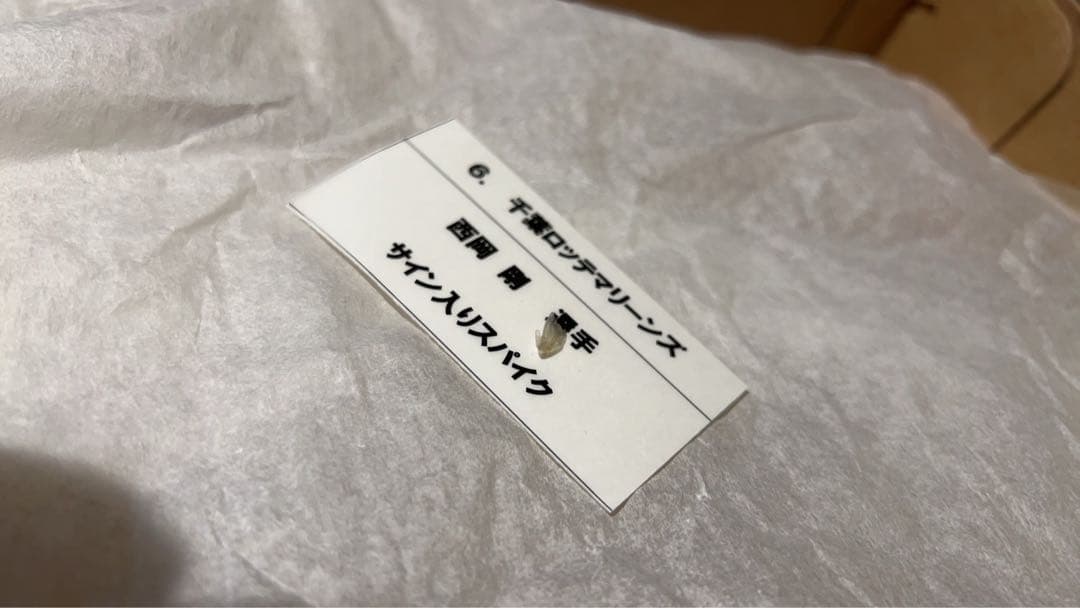 6. 千葉ロッテマリーンズ
西岡 剛 選手
サイン入りスパイク